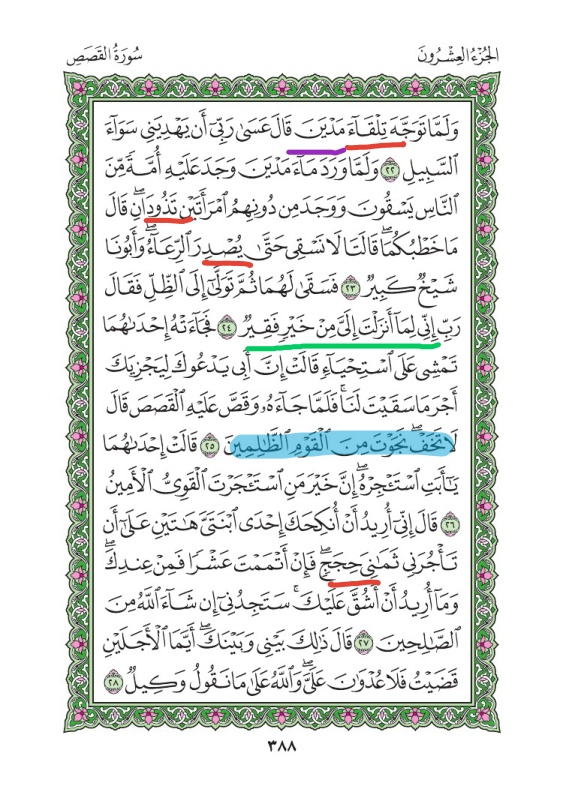 الجُزْءُ العِشْرُونَ
سُورَةُ القَصَصِ
وَلَمَّا تَوَجَّهَ تِلْقَآءَ مَدْيَنَ قَالَ عَسَىٰ رَبِّىٓ أَن يَهْدِيَنِى سَوَآءَ
ٱلسَّبِيلِ ٢٢ وَلَمَّا وَرَدَ مَآءَ مَدْيَنَ وَجَدَ عَلَيْهِ أُمَّةً مِّنَ
ٱلنَّاسِ يَسْقُونَ وَوَجَدَ مِن دُونِهِمُ ٱمْرَأَتَيْنِ تَذُودَانِۖ قَالَ
مَا خَطْبُكُمَاۖ قَالَتَا لَا نَسْقِى حَتَّىٰ يُصْدِرَ ٱلرِّعَآءُۖ وَأَبُونَا
شَيْخٌ كَبِيرٌ ٢٣ فَسَقَىٰ لَهُمَا ثُمَّ تَوَلَّىٰٓ إِلَى ٱلظِّلِّ فَقَالَ
رَبِّ إِنِّى لِمَآ أَنزَلْتَ إِلَىَّ مِنْ خَيْرٍ فَقِيرٌ ٢٤ فَجَآءَتْهُ إِحْدَىٰهُمَا
تَمْشِى عَلَى ٱسْتِحْيَآءٍ قَالَتْ إِنَّ أَبِى يَدْعُوكَ لِيَجْزِيَكَ
أَجْرَ مَا سَقَيْتَ لَنَاۚ فَلَمَّا جَآءَهُۥ وَقَصَّ عَلَيْهِ ٱلْقَصَصَ قَالَ
لَا تَخَفْۖ نَجَوْتَ مِنَ ٱلْقَوْمِ ٱلظَّٰلِمِينَ ٢٥ قَالَتْ إِحْدَىٰهُمَا
يَٰٓأَبَتِ ٱسْتَـْٔجِرْهُۖ إِنَّ خَيْرَ مَنِ ٱسْتَـْٔجَرْتَ ٱلْقَوِىُّ ٱلْأَمِينُ
٢٦ قَالَ إِنِّىٓ أُرِيدُ أَنْ أُنكِحَكَ إِحْدَى ٱبْنَتَىَّ هَٰتَيْنِ عَلَىٰٓ أَن
تَأْجُرَنِى ثَمَٰنِىَ حِجَجٍۖ فَإِنْ أَتْمَمْتَ عَشْرًا فَمِنْ عِندِكَۖ
وَمَآ أُرِيدُ أَنْ أَشُقَّ عَلَيْكَۚ سَتَجِدُنِىٓ إِن شَآءَ ٱللَّهُ مِنَ
ٱلصَّٰلِحِينَ ٢٧ قَالَ ذَٰلِكَ بَيْنِى وَبَيْنَكَۖ أَيَّمَا ٱلْأَجَلَيْنِ
قَضَيْتُ فَلَا عُدْوَٰنَ عَلَىَّۖ وَٱللَّهُ عَلَىٰ مَا نَقُولُ وَكِيلٌ ٢٨
٣٨٨